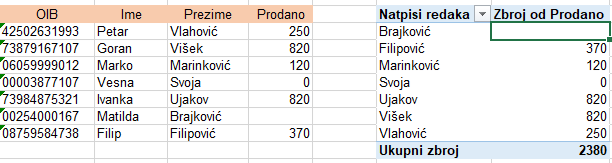 OIB Ime Prezime Prodano
42502631993 Petar Vlahović 250
73879167107 Goran Višek 820
06059999012 Marko Marinković 120
00003877107 Vesna Svoja 0
73984875321 Ivanka Ujakov 820
00254000167 Matilda Brajković
08759584738 Filip Filipović 370
Natpisi redaka Zbroj od Prodano
Brajković
Filipović 370
Marinković 120
Svoja 0
Ujakov 820
Višek 820
Vlahović 250
Ukupni zbroj 2380